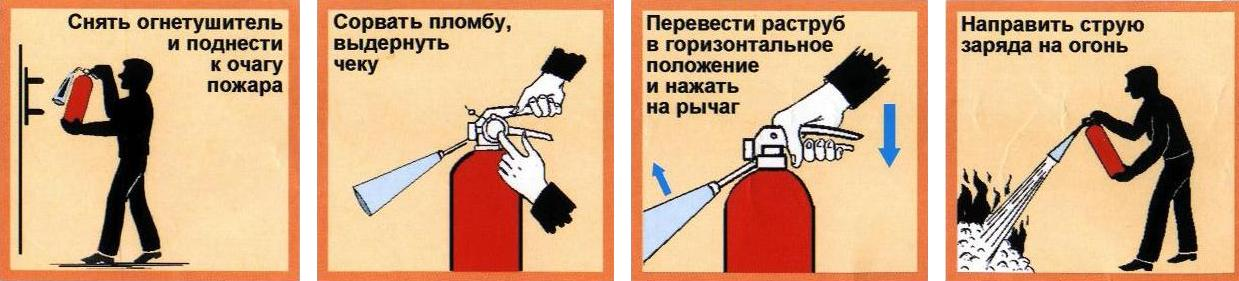 Снять огнетушитель
и поднести
к очагу
пожара
Сорвать пломбу,
выдернуть
чеку
Перевести раструб
в горизонтальное
положение
и нажать
на рычаг
Направить струю
заряда на огонь